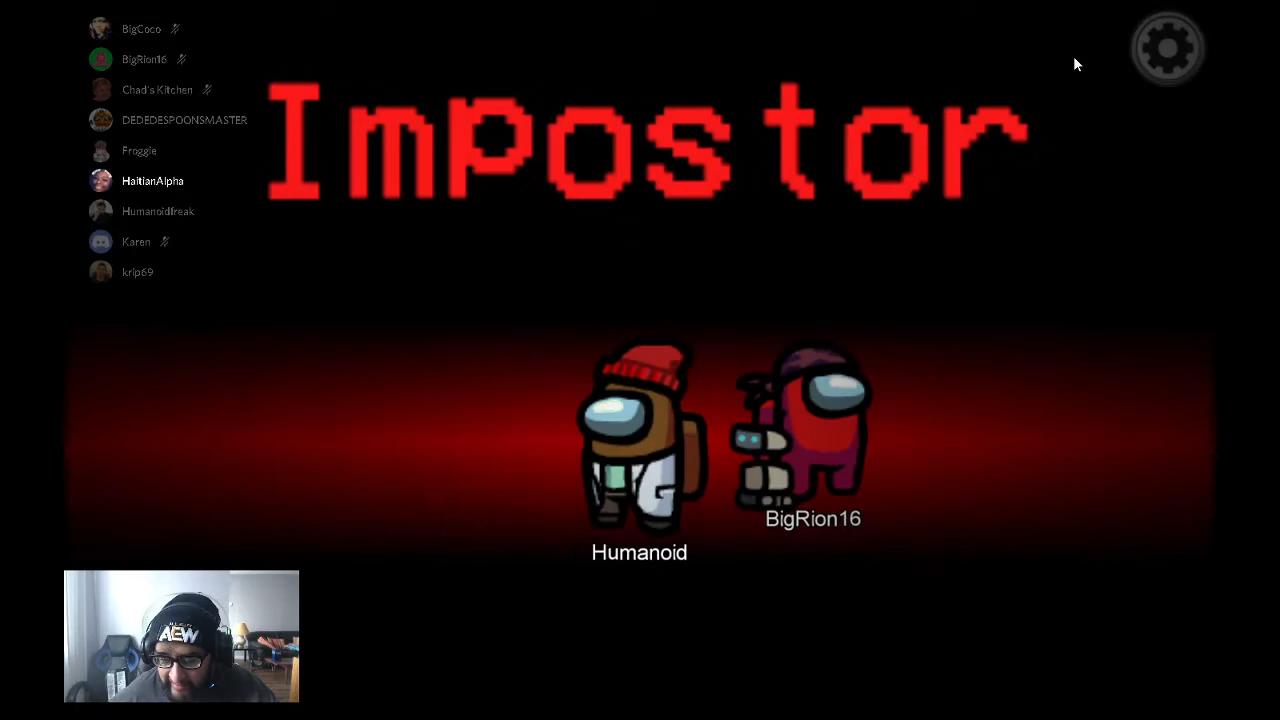 BigCoco
BigRion16
Chad's Kitchen
DEDEDESPOONSMASTER
Froggie
HaitianAlpha
Humanoidfreak
Karen
krip69
Impostor
Humanoid
BigRion16
AEW